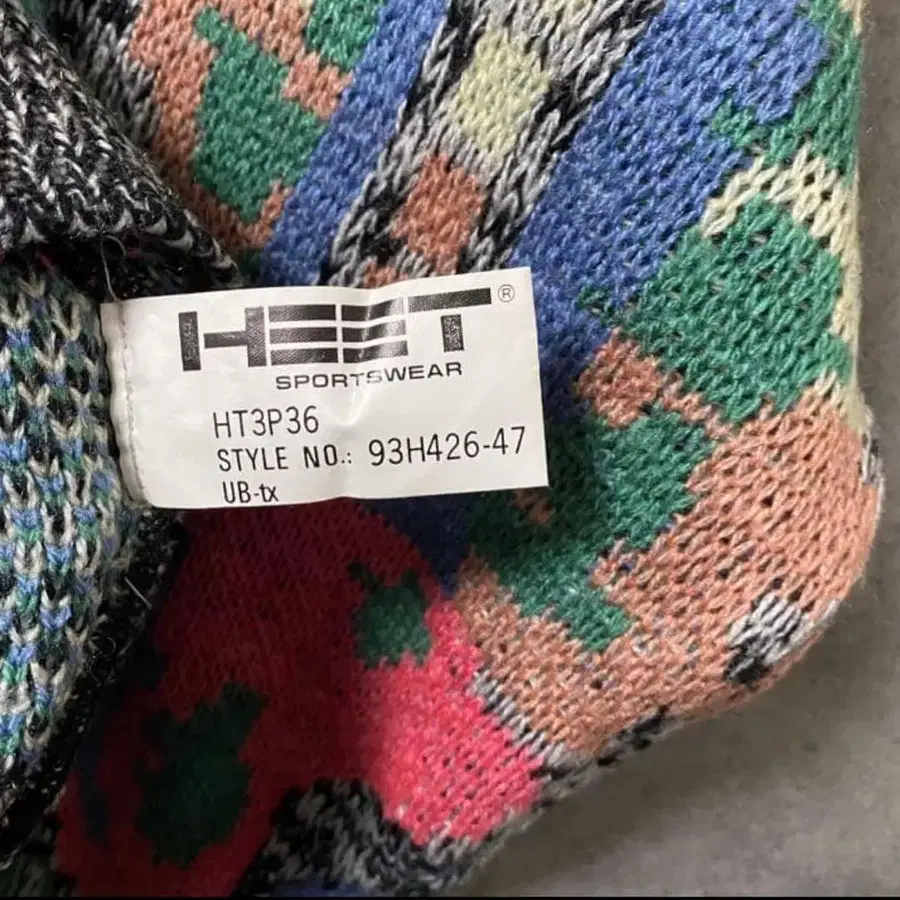 HEET®
SPORTSWEAR
HT3P36
STYLE NO.: 93H426-47
UB-tx